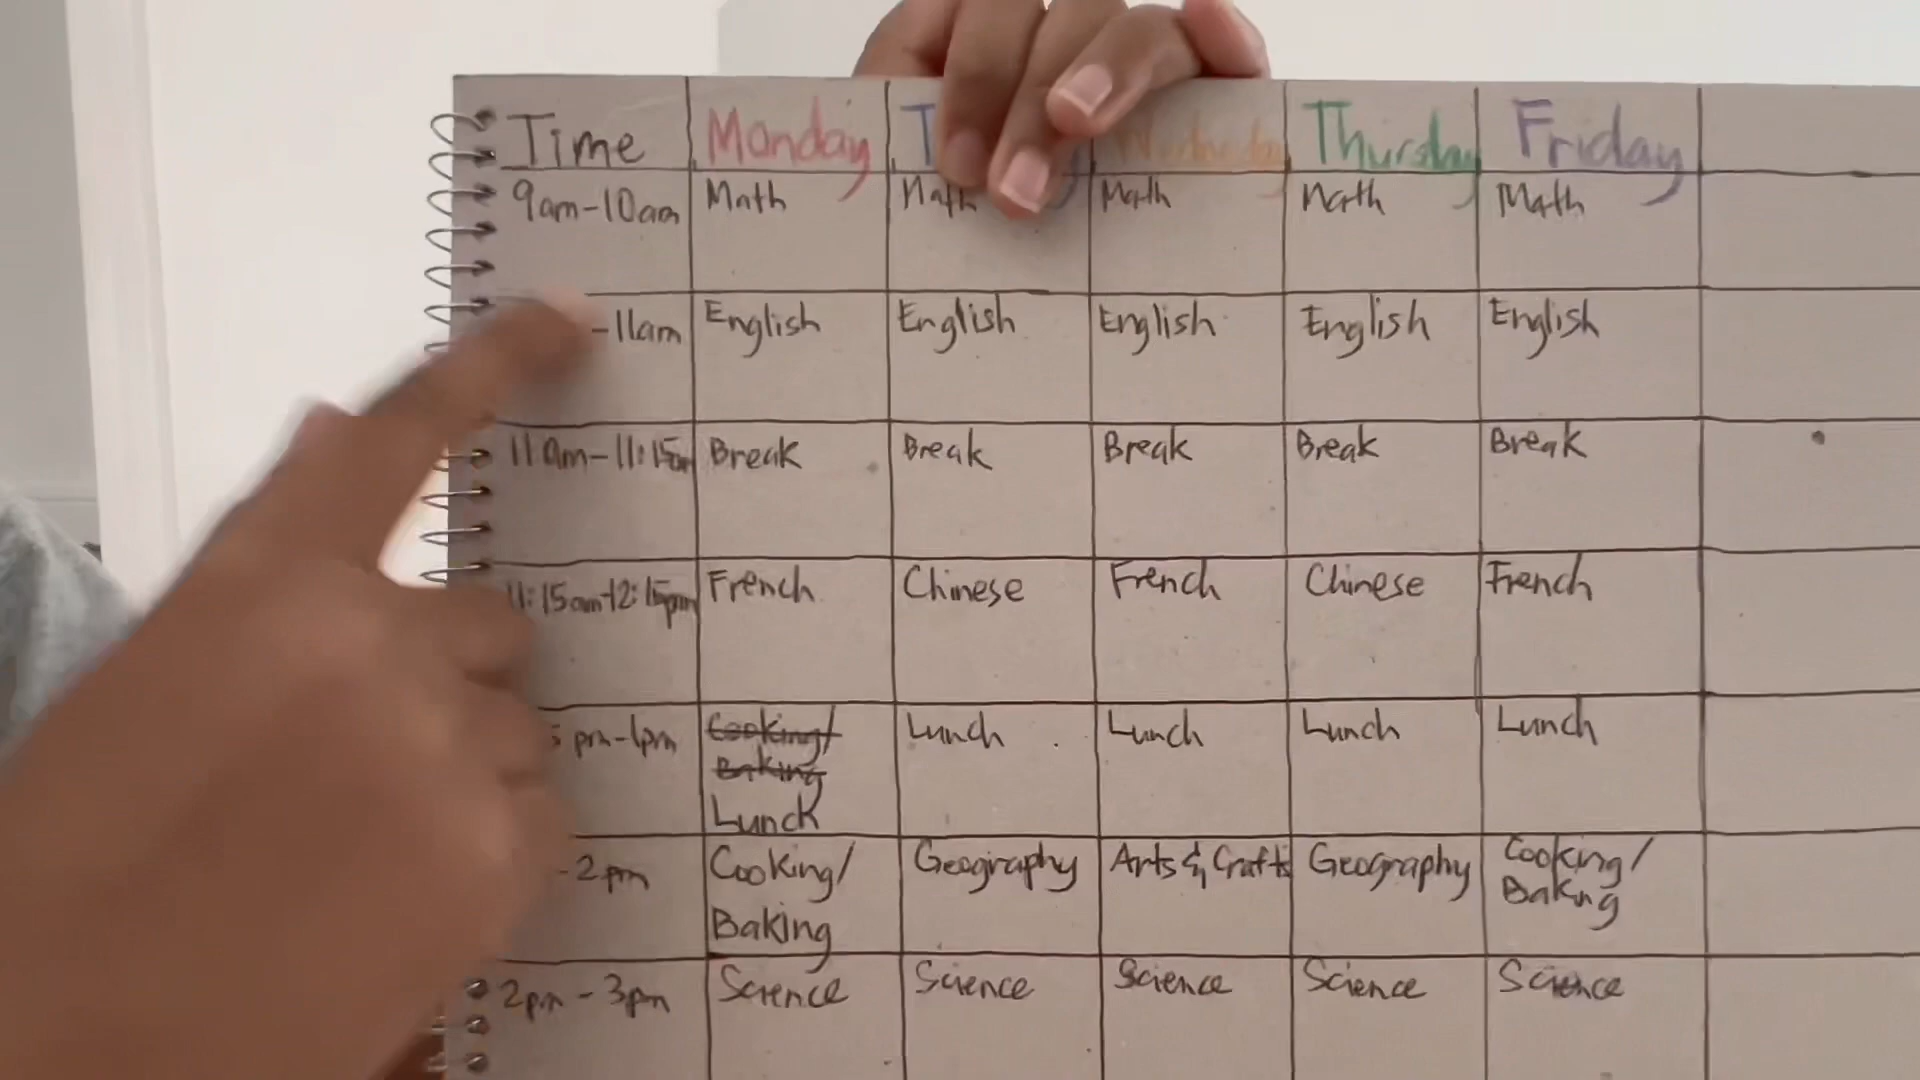 Time Monday T Wednesday Thursday Friday
9am-10am Math Math Math Math Math
-11am English English English English English
11am-11:15am Break Break Break Break Break
11:15am-12:15pm French Chinese French Chinese French
5 pm-1pm Cooking/ Lunch Lunch Lunch Lunch
Baking
Lunch
-2pm Cooking/ Geography Arts & Crafts Geography Cooking/
Baking Baking
2pm - 3pm Science Science Science Science Science